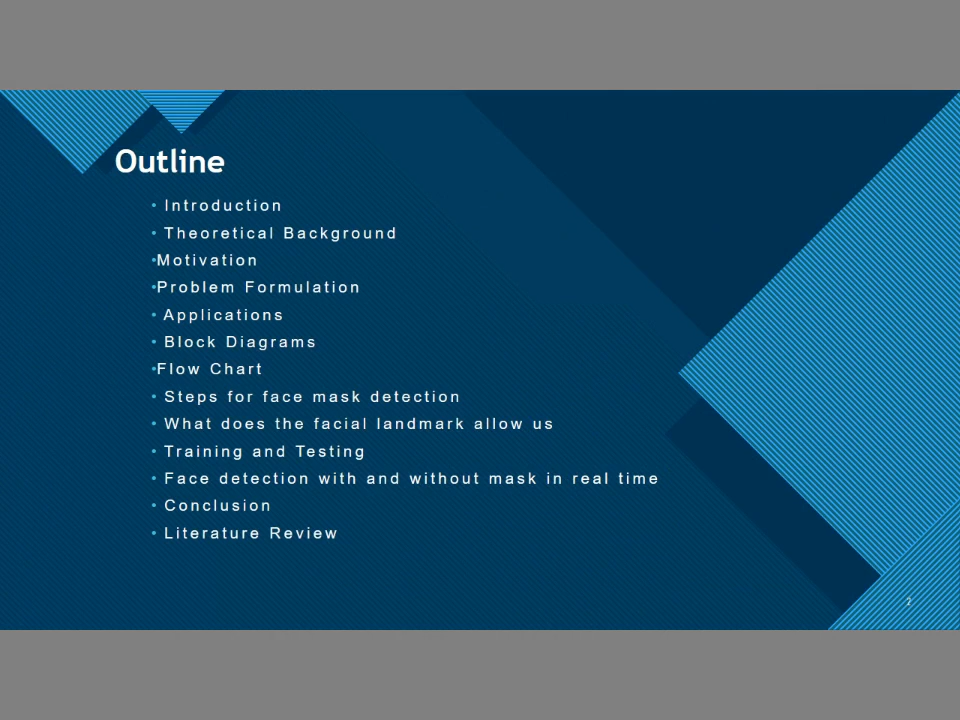 Outline
• Introduction
• Theoretical Background
•Motivation
•Problem Formulation
• Applications
• Block Diagrams
•Flow Chart
• Steps for face mask detection
• What does the facial landmark allow us
• Training and Testing
• Face detection with and without mask in real time
• Conclusion
• Literature Review
2